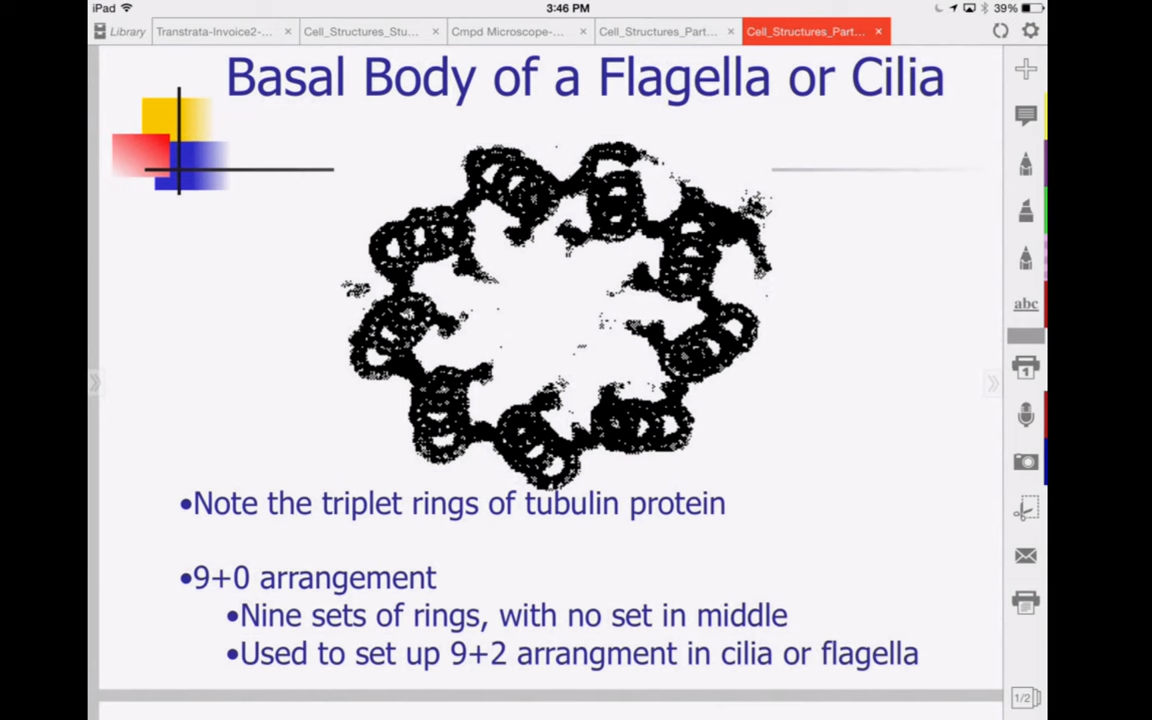 iPad 3:46 PM 39%
Library Transtrata-Invoice2-... × Cell_Structures_Stu... × Cmpd Microscope-... × Cell_Structures_Part... × Cell_Structures_Part... ×
Basal Body of a Flagella or Cilia
abc
1
•Note the triplet rings of tubulin protein
•9+0 arrangement
•Nine sets of rings, with no set in middle
•Used to set up 9+2 arrangment in cilia or flagella
1/2